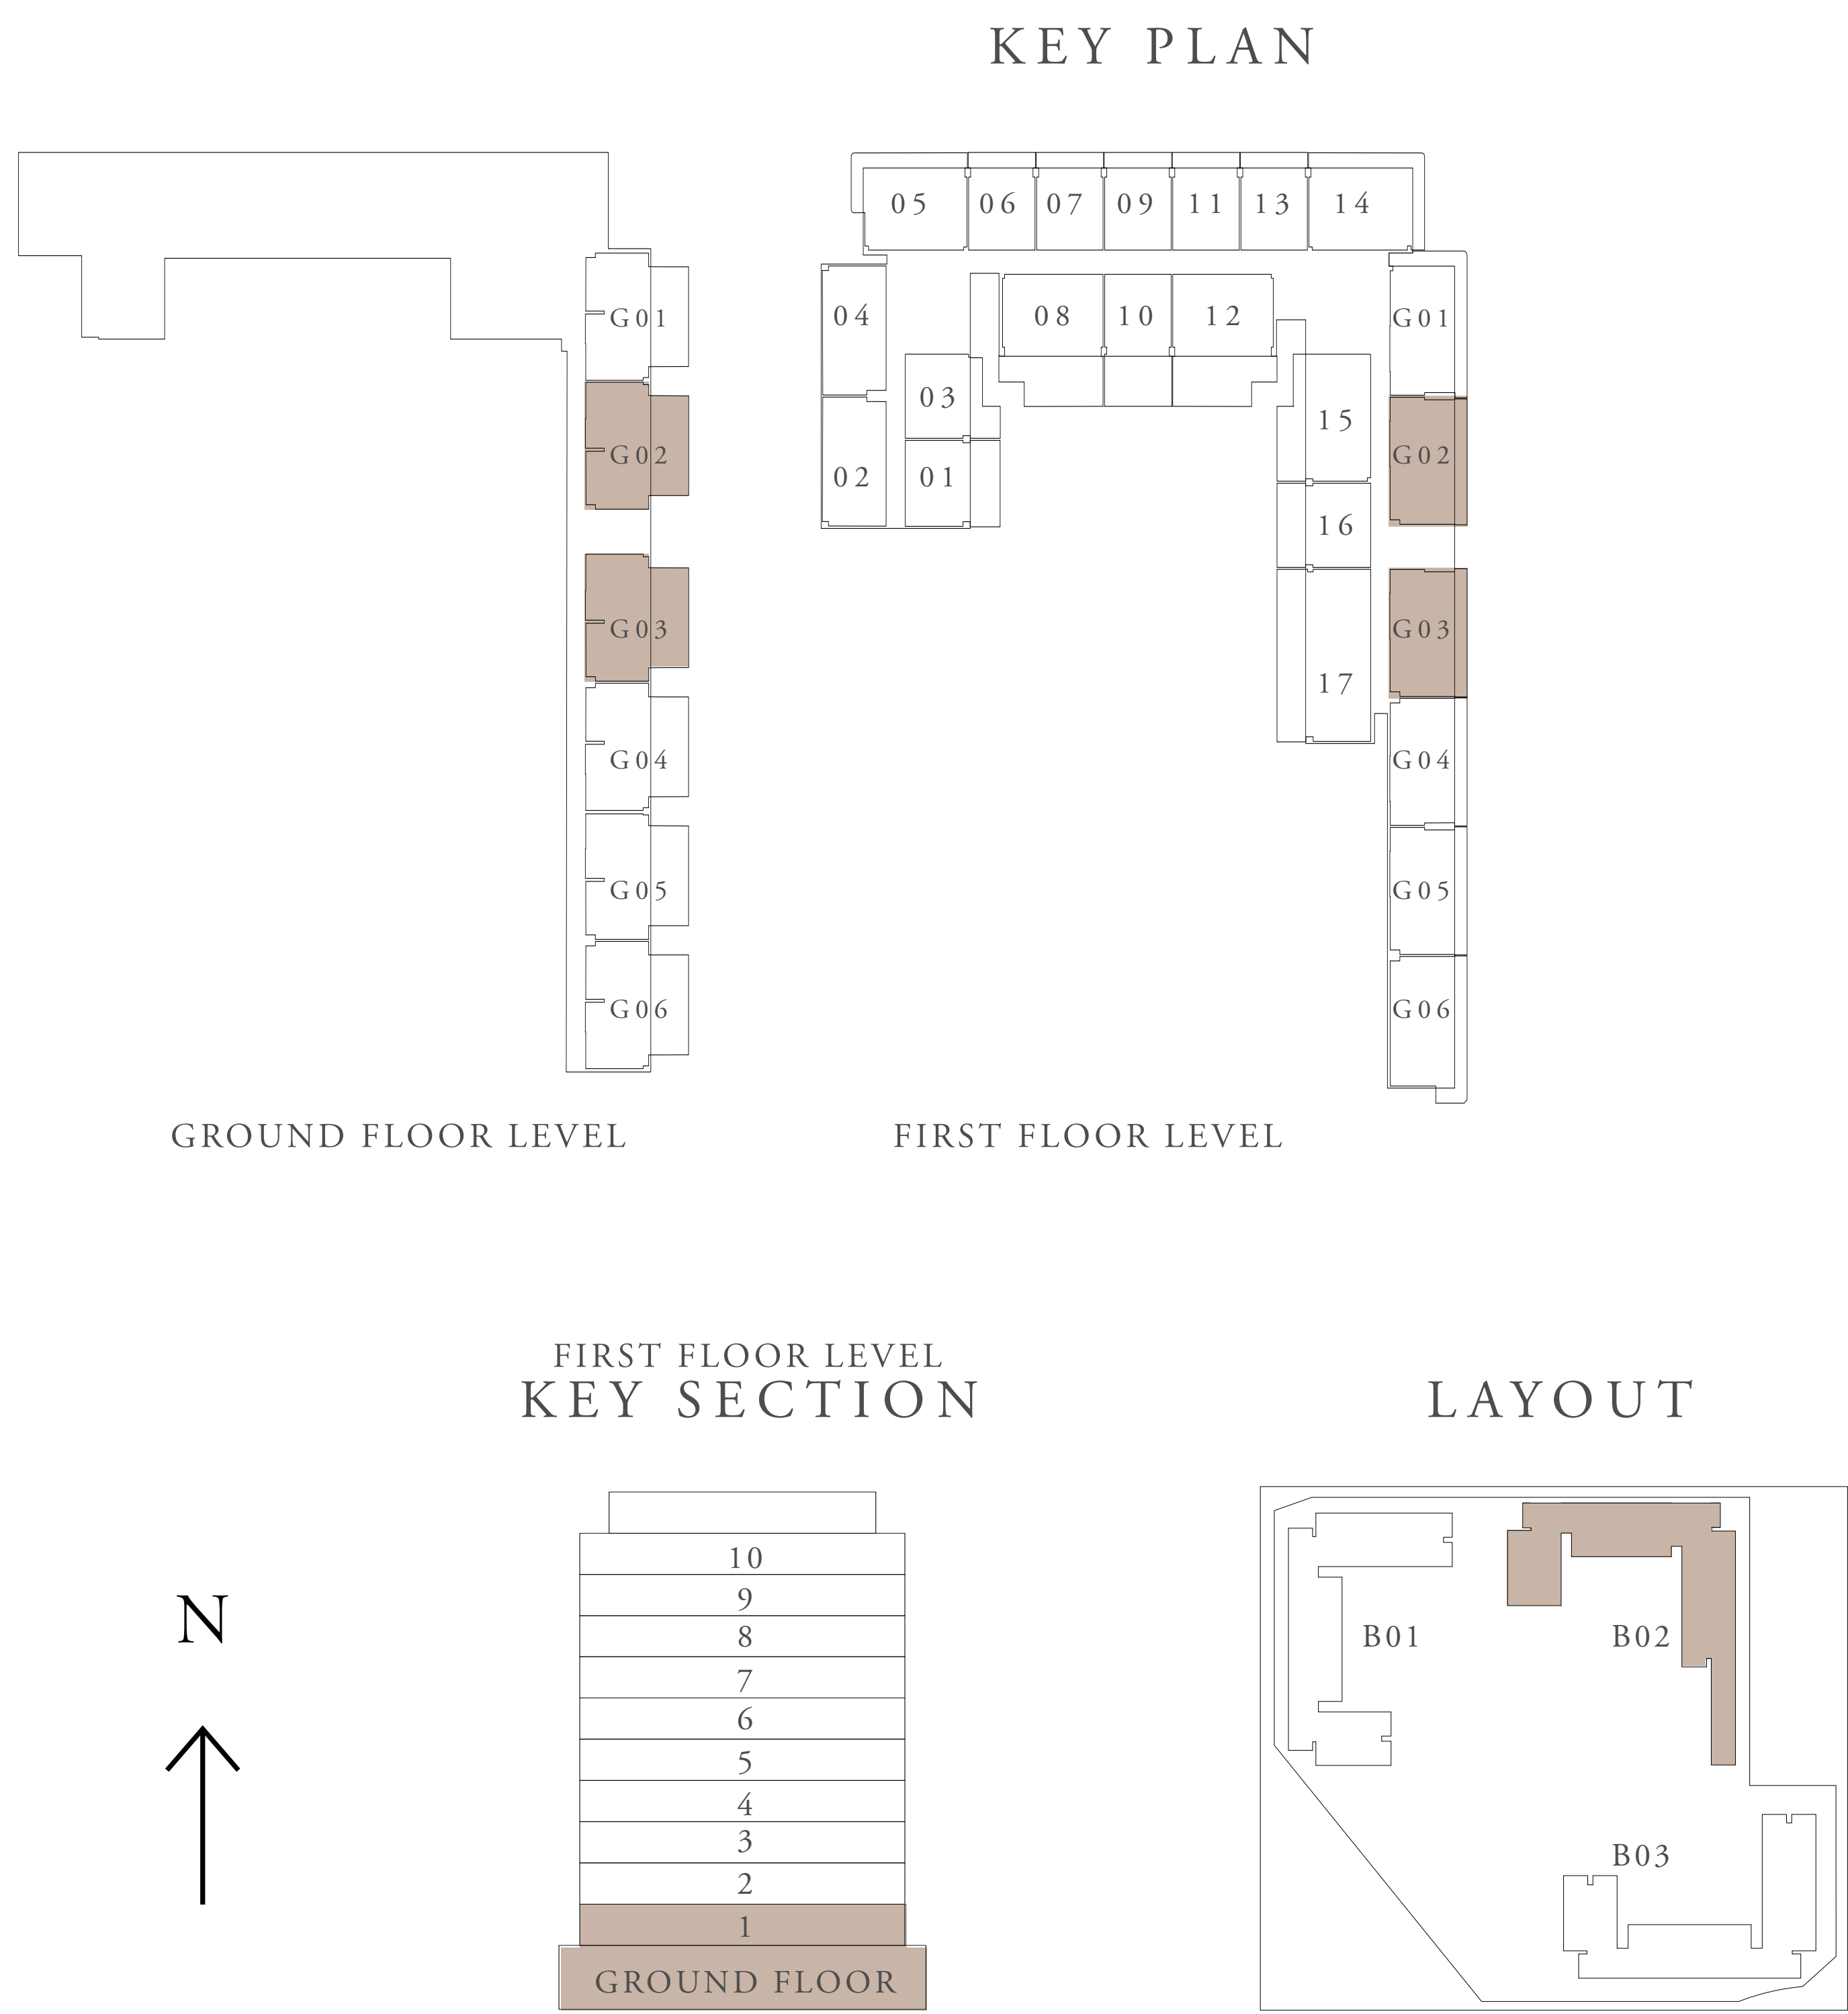 KEY PLAN
G01
G02
G03
G04
G05
G06
GROUND FLOOR LEVEL
05 06 07 09 11 13 14
04 08 10 12 G01
03 15 G02
02 01 16
G03
17
G04
G05
G06
FIRST FLOOR LEVEL
FIRST FLOOR LEVEL
KEY SECTION
10
9
8
7
6
5
4
3
2
1
GROUND FLOOR
N
LAYOUT
B01 B02
B03